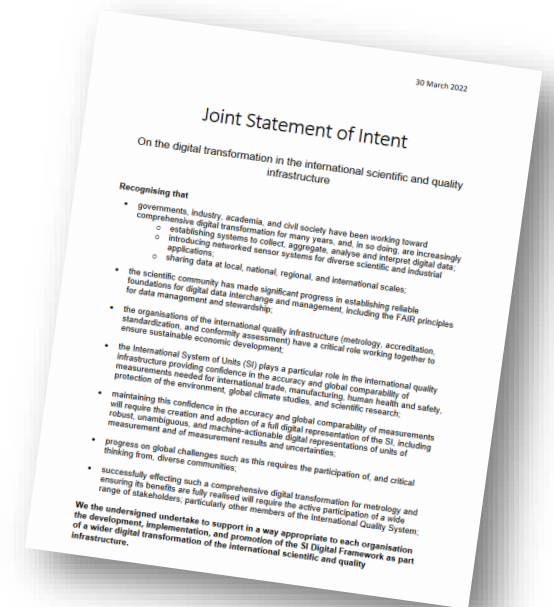 30 March 2022
Joint Statement of Intent
On the digital transformation in the international scientific and quality
infrastructure
Recognising that
• governments, industry, academia, and civil society have been working toward
comprehensive digital transformation for many years, and, in so doing, are increasingly
o establishing systems to collect, aggregate, analyse and interpret digital data;
o introducing networked sensor systems for diverse scientific and industrial
applications;
o sharing data at local, national, regional, and international scales;
• the scientific community has made significant progress in establishing reliable
foundations for digital data interchange and management, including the FAIR principles
for data management and stewardship;
• the organisations of the international quality infrastructure (metrology, accreditation,
standardization, and conformity assessment) have a critical role working together to
ensure sustainable economic development;
• the International System of Units (SI) plays a particular role in the international quality
infrastructure providing confidence in the accuracy and global comparability of
measurements needed for international trade, manufacturing, human health and safety,
protection of the environment, global climate studies, and scientific research;
• maintaining this confidence in the accuracy and global comparability of measurements
will require the creation and adoption of a full digital representation of the SI, including
robust, unambiguous, and machine-actionable digital representations of units of
measurement and of measurement results and uncertainties;
• progress on global challenges such as this requires the participation of, and critical
thinking from, diverse communities;
• successfully effecting such a comprehensive digital transformation for metrology and
ensuring its benefits are fully realised will require the active participation of a wide
range of stakeholders; particularly other members of the International Quality System;
We the undersigned undertake to support in a way appropriate to each organisation
the development, implementation, and promotion of the SI Digital Framework as part
of a wider digital transformation of the international scientific and quality
infrastructure.